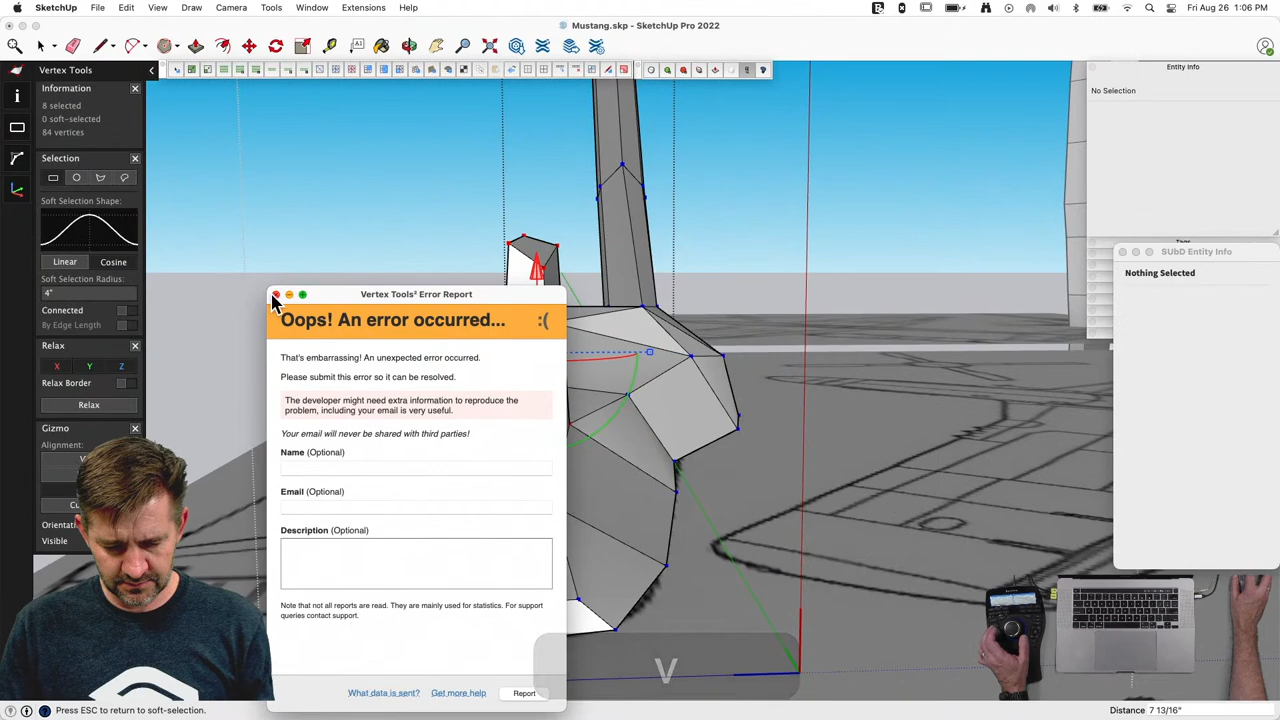 SketchUp File Edit View Draw Camera Tools Window Extensions Help Fri Aug 26 1:06 PM
Mustang.skp - SketchUp Pro 2022
Vertex Tools
Information
8 selected
0 soft-selected
84 vertices
Selection
Soft Selection Shape:
Linear Cosine
Soft Selection Radius:
4"
Connected
By Edge Length
Relax
X Y Z
Relax Border
Relax
Gizmo
Alignment:
Visible
Vertex Tools² Error Report
Oops! An error occurred... :(
That's embarrassing! An unexpected error occurred.
Please submit this error so it can be resolved.
The developer might need extra information to reproduce the
problem, including your email is very useful.
Your email will never be shared with third parties!
Name (Optional)
Email (Optional)
Description (Optional)
Note that not all reports are read. They are mainly used for statistics. For support
queries contact support.
What data is sent? Get more help Report
V
Entity Info
No Selection
Tags
SUbD Entity Info
Nothing Selected
Press ESC to return to soft-selection.
Distance 7 13/16"